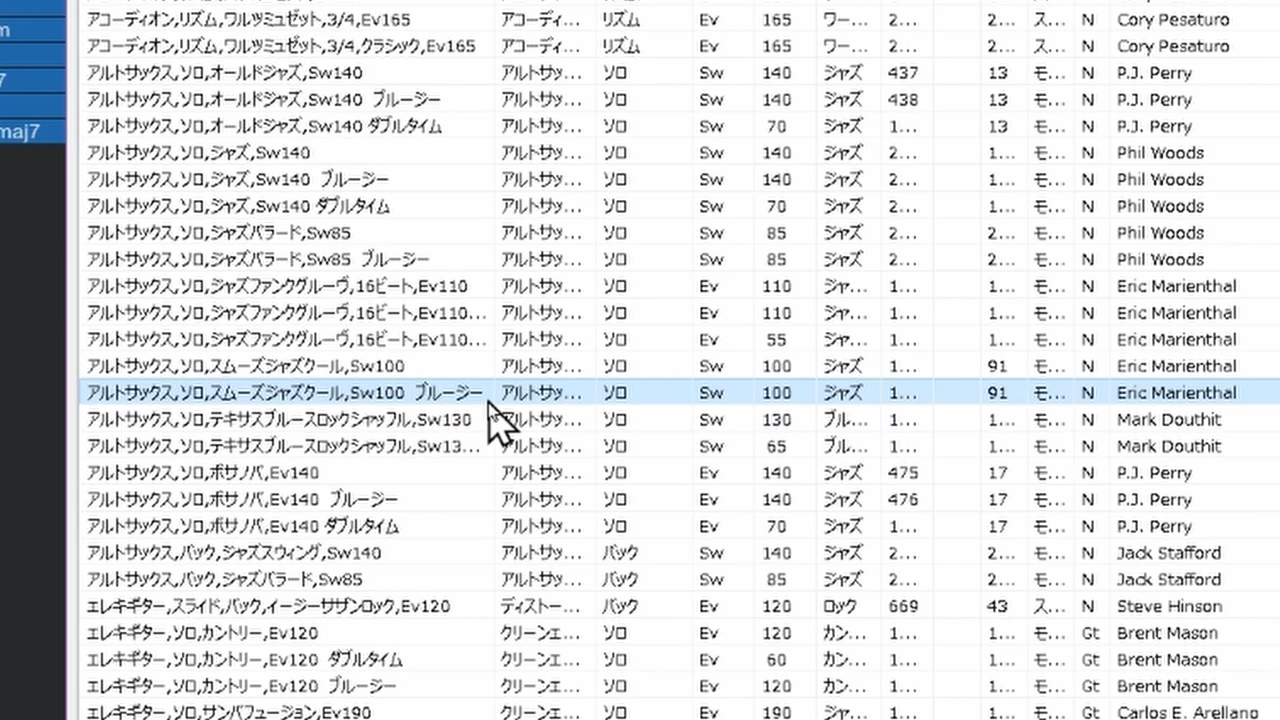 m
7
maj7
アコーディオン,リズム,ワルツミュゼット,3/4,Ev165 アコーディ... リズム Ev 165 ワー... 2... 2... ス... N Cory Pesaturo
アコーディオン,リズム,ワルツミュゼット,3/4,クラシック,Ev165 アコーディ... リズム Ev 165 ワー... 2... 2... ス... N Cory Pesaturo
アルトサックス,ソロ,オールドジャズ,Sw140 アルトサッ... ソロ Sw 140 ジャズ 437 13 モ... N P.J. Perry
アルトサックス,ソロ,オールドジャズ,Sw140 ブルージー アルトサッ... ソロ Sw 140 ジャズ 438 13 モ... N P.J. Perry
アルトサックス,ソロ,オールドジャズ,Sw140 ダブルタイム アルトサッ... ソロ Sw 70 ジャズ 1... 13 モ... N P.J. Perry
アルトサックス,ソロ,ジャズ,Sw140 アルトサッ... ソロ Sw 140 ジャズ 2... 1... モ... N Phil Woods
アルトサックス,ソロ,ジャズ,Sw140 ブルージー アルトサッ... ソロ Sw 140 ジャズ 2... 1... モ... N Phil Woods
アルトサックス,ソロ,ジャズ,Sw140 ダブルタイム アルトサッ... ソロ Sw 70 ジャズ 2... 1... モ... N Phil Woods
アルトサックス,ソロ,ジャズバラード,Sw85 アルトサッ... ソロ Sw 85 ジャズ 2... 2... モ... N Phil Woods
アルトサックス,ソロ,ジャズバラード,Sw85 ブルージー アルトサッ... ソロ Sw 85 ジャズ 2... 2... モ... N Phil Woods
アルトサックス,ソロ,ジャズファンクグルーヴ,16ビート,Ev110 アルトサッ... ソロ Ev 110 ジャ... 1... 1... モ... N Eric Marienthal
アルトサックス,ソロ,ジャズファンクグルーヴ,16ビート,Ev110... アルトサッ... ソロ Ev 110 ジャ... 1... 1... モ... N Eric Marienthal
アルトサックス,ソロ,ジャズファンクグルーヴ,16ビート,Ev110... アルトサッ... ソロ Ev 55 ジャ... 1... 1... モ... N Eric Marienthal
アルトサックス,ソロ,スムーズジャズクール,Sw100 アルトサッ... ソロ Sw 100 ジャズ 1... 91 モ... N Eric Marienthal
アルトサックス,ソロ,スムーズジャズクール,Sw100 ブルージー アルトサッ... ソロ Sw 100 ジャズ 1... 91 モ... N Eric Marienthal
アルトサックス,ソロ,テキサスブルースロックシャッフル,Sw130 アルトサッ... ソロ Sw 130 ブル... 1... 1... モ... N Mark Douthit
アルトサックス,ソロ,テキサスブルースロックシャッフル,Sw13... アルトサッ... ソロ Sw 65 ブル... 1... 1... モ... N Mark Douthit
アルトサックス,ソロ,ボサノバ,Ev140 アルトサッ... ソロ Ev 140 ジャズ 475 17 モ... N P.J. Perry
アルトサックス,ソロ,ボサノバ,Ev140 ブルージー アルトサッ... ソロ Ev 140 ジャズ 476 17 モ... N P.J. Perry
アルトサックス,ソロ,ボサノバ,Ev140 ダブルタイム アルトサッ... ソロ Ev 70 ジャズ 1... 17 モ... N P.J. Perry
アルトサックス,バック,ジャズスウィング,Sw140 アルトサッ... バック Sw 140 ジャズ 2... 2... モ... N Jack Stafford
アルトサックス,バック,ジャズバラード,Sw85 アルトサッ... バック Sw 85 ジャズ 2... 2... モ... N Jack Stafford
エレキギター,スライド,バック,イージーサザンロック,Ev120 ディストー... バック Ev 120 ロック 669 43 ス... N Steve Hinson
エレキギター,ソロ,カントリー,Ev120 クリーンエ... ソロ Ev 120 カン... 1... 1... モ... Gt Brent Mason
エレキギター,ソロ,カントリー,Ev120 ダブルタイム クリーンエ... ソロ Ev 60 カン... 1... 1... モ... Gt Brent Mason
エレキギター,ソロ,カントリー,Ev120 ブルージー クリーンエ... ソロ Ev 120 カン... 1... 1... モ... Gt Brent Mason
エレキギター,ソロ,サンバフュージョン,Ev190 クリーンエ... ソロ Ev 190 ジャ... 1... 1... モ... Gt Carlos E. Arellano